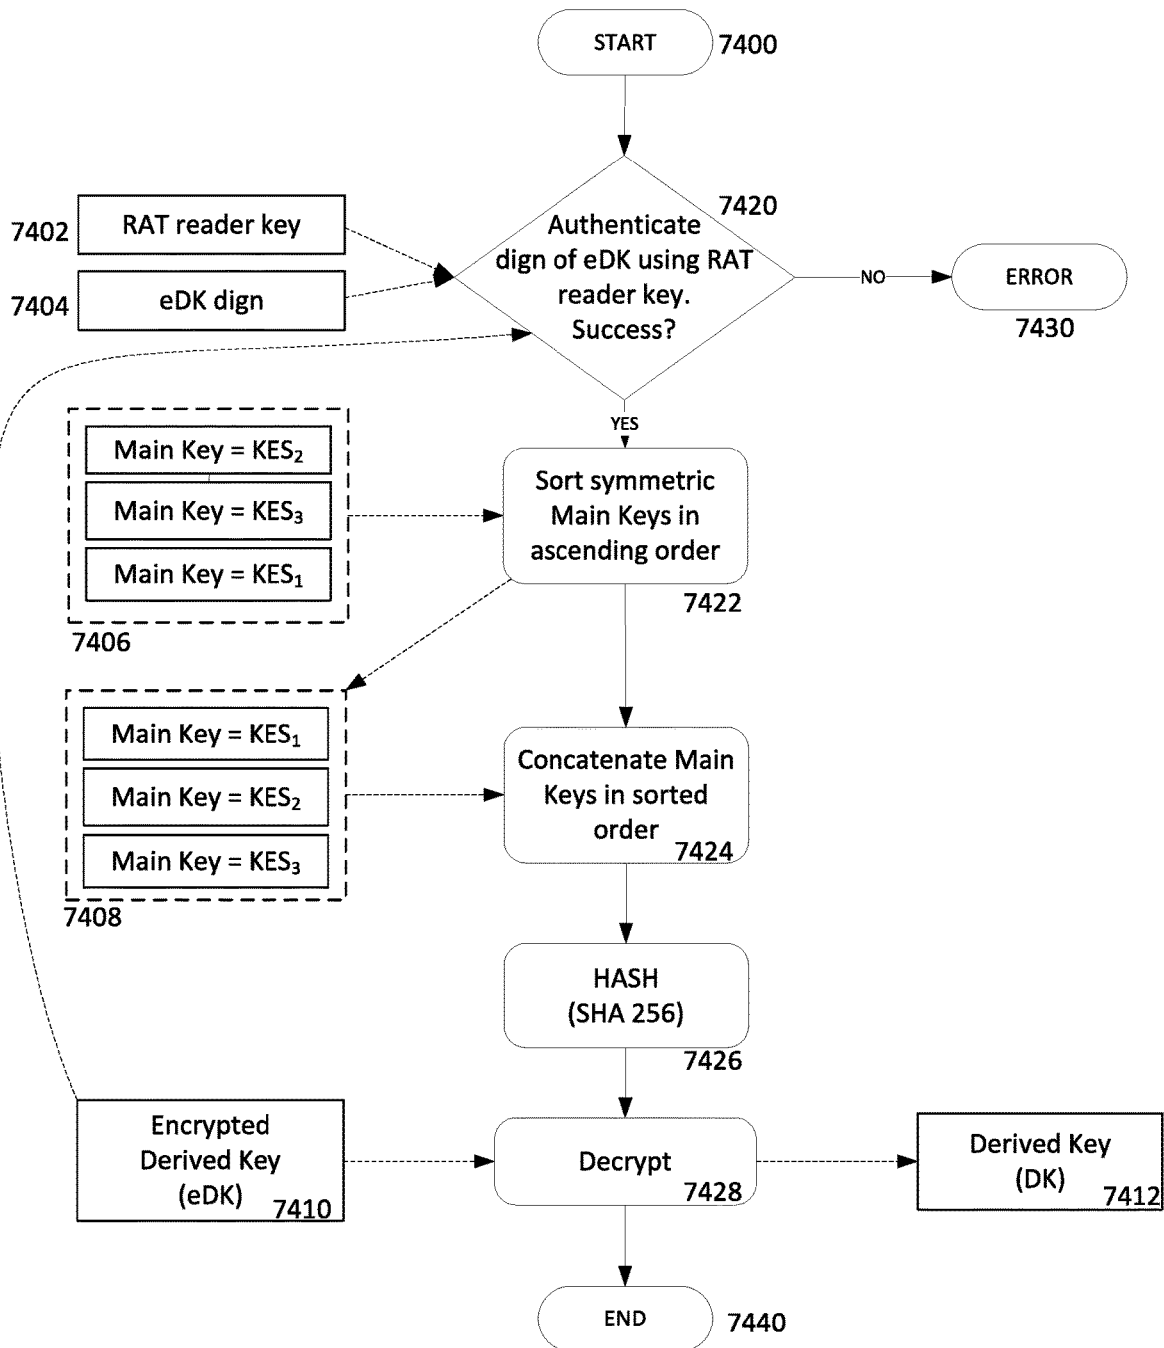 START
7400
7420
Authenticate
dign of eDK using RAT
reader key.
Success?
7402
RAT reader key
7404
eDK dign
NO
ERROR
7430
YES
Main Key = KES₂
Main Key = KES₃
Main Key = KES₁
7406
Sort symmetric
Main Keys in
ascending order
7422
Main Key = KES₁
Main Key = KES₂
Main Key = KES₃
7408
Concatenate Main
Keys in sorted
order
7424
HASH
(SHA 256)
7426
Encrypted
Derived Key
(eDK)
7410
Decrypt
7428
Derived Key
(DK)
7412
END
7440